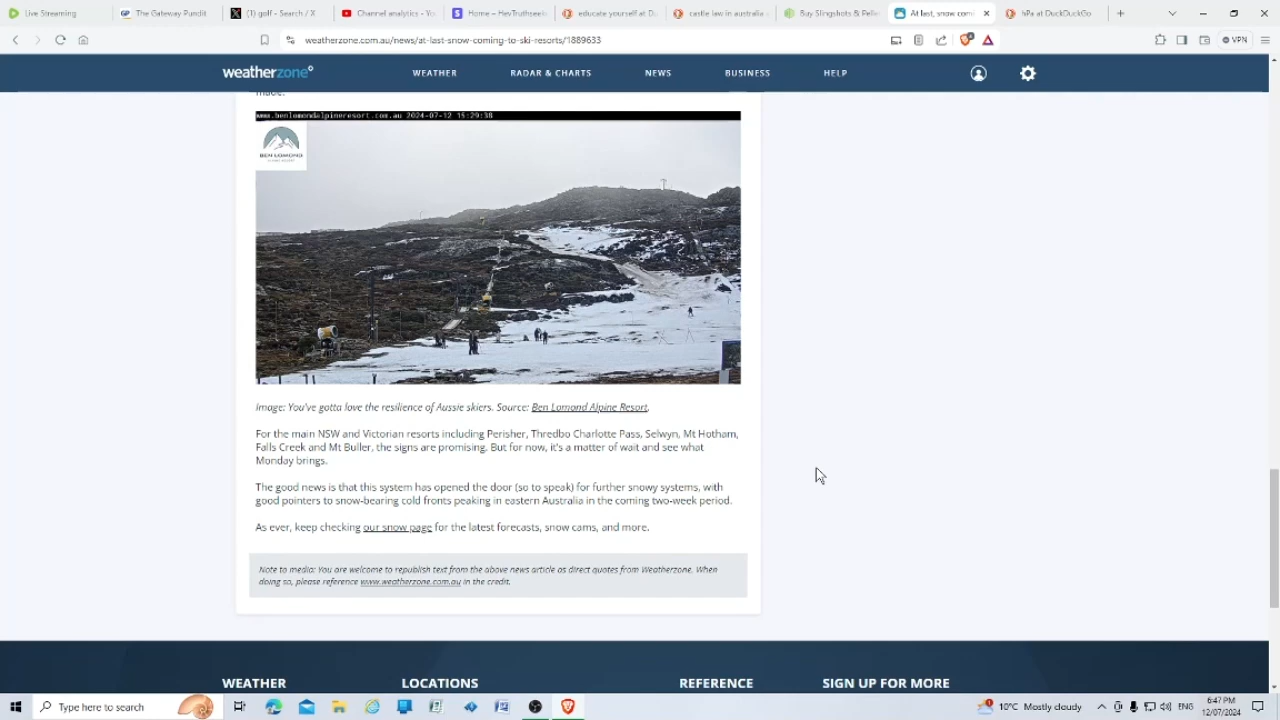 Live Streaming
The Gateway Pundit
(1) golf - Search / X
Channel analytics - Yo
Home – HeyTruthseek
educate yourself at Du
castle law in australia
Buy Slingshots & Pelle
At last, snow com
hPa at DuckDuckGo
weatherzone.com.au/news/at-last-snow-coming-to-ski-resorts/1889633
VPN
weatherzone
WEATHER
RADAR & CHARTS
NEWS
BUSINESS
HELP
made.
www.benlomondalpineresort.com.au 2024-07-12 15:29:38
BEN LOMOND
ALPINE RESORT
Image: You've gotta love the resilience of Aussie skiers. Source: Ben Lomond Alpine Resort.
For the main NSW and Victorian resorts including Perisher, Thredbo Charlotte Pass, Selwyn, Mt Hotham,
Falls Creek and Mt Buller, the signs are promising. But for now, it's a matter of wait and see what
Monday brings.
The good news is that this system has opened the door (so to speak) for further snowy systems, with
good pointers to snow-bearing cold fronts peaking in eastern Australia in the coming two-week period.
As ever, keep checking our snow page for the latest forecasts, snow cams, and more.
Note to media: You are welcome to republish text from the above news article as direct quotes from Weatherzone. When
doing so, please reference www.weatherzone.com.au in the credit.
WEATHER
LOCATIONS
REFERENCE
SIGN UP FOR MORE
Type here to search
10°C Mostly cloudy
ENG
6:47 PM
12/07/2024